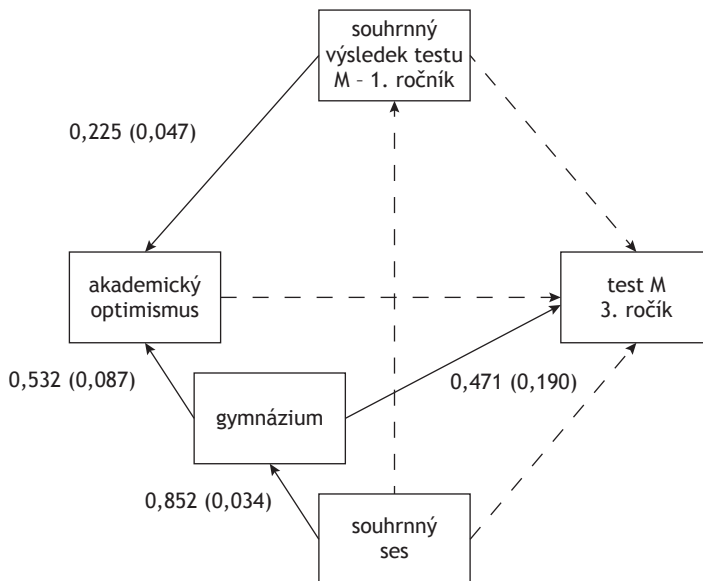 souhrnný
výsledek testu
M – 1. ročník
0,225 (0,047)
akademický
optimismus
test M
3. ročík
0,532 (0,087)
0,471 (0,190)
gymnázium
0,852 (0,034)
souhrnný
ses